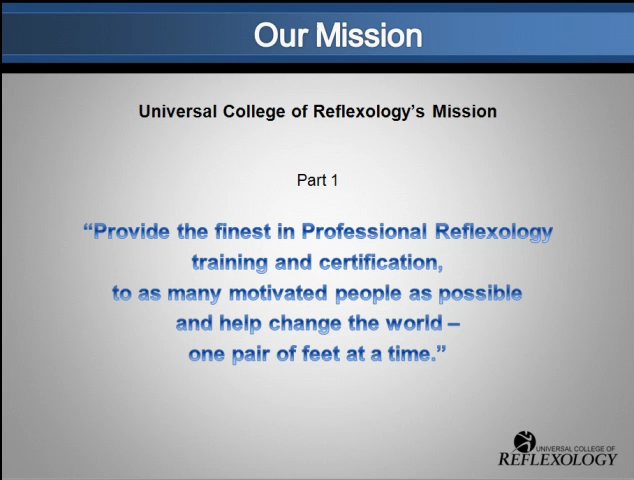 Our Mission
Universal College of Reflexology's Mission
Part 1
“Provide the finest in Professional Reflexology
training and certification,
to as many motivated people as possible
and help change the world –
one pair of feet at a time.”
UNIVERSAL COLLEGE OF
REFLEXOLOGY